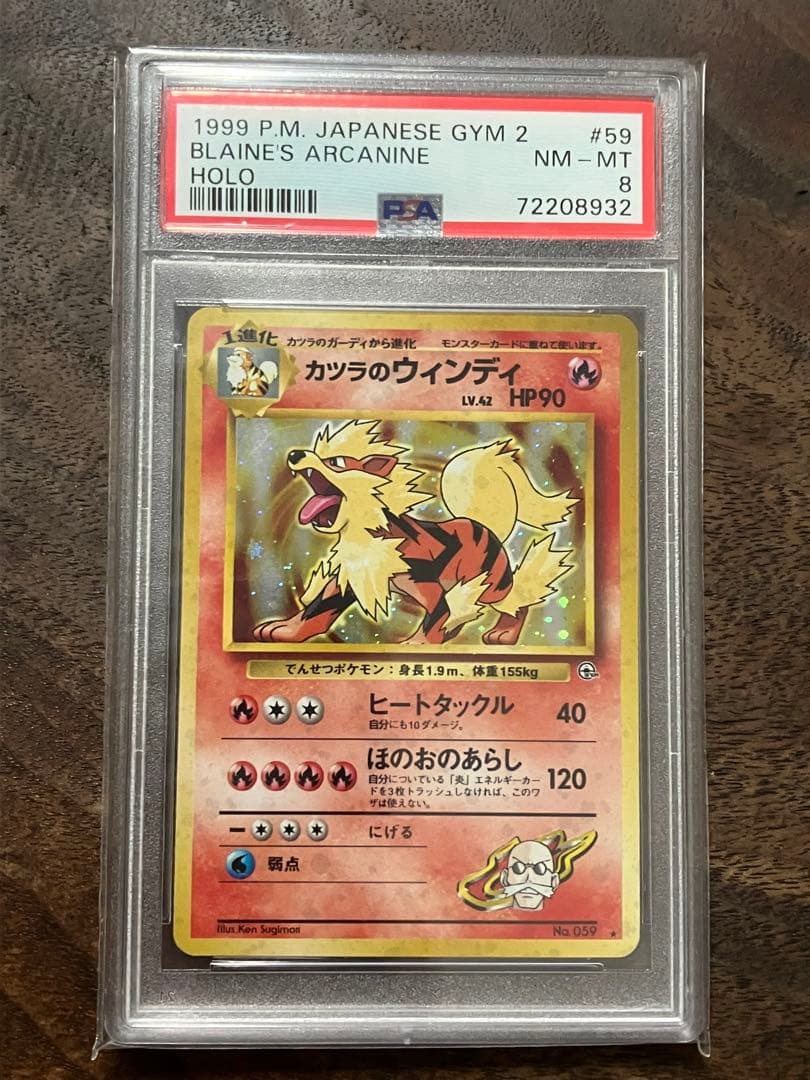 1999 P.M. JAPANESE GYM 2 #59
BLAINE'S ARCANINE NM-MT
HOLO 8
PSA 72208932
1進化 カツラのガーディから進化 モンスターカードに重ねて使います。
カツラのウィンディ
LV.42 HP90
でんせつポケモン：身長1.9m、体重155kg
ヒートタックル 40
自分にも10ダメージ。
ほのおのあらし 120
自分についている「炎」エネルギーカー
ドを3枚トラッシュしなければ、このワ
ザは使えない。
にげる
弱点
Illus. Ken Sugimori No. 059 ★